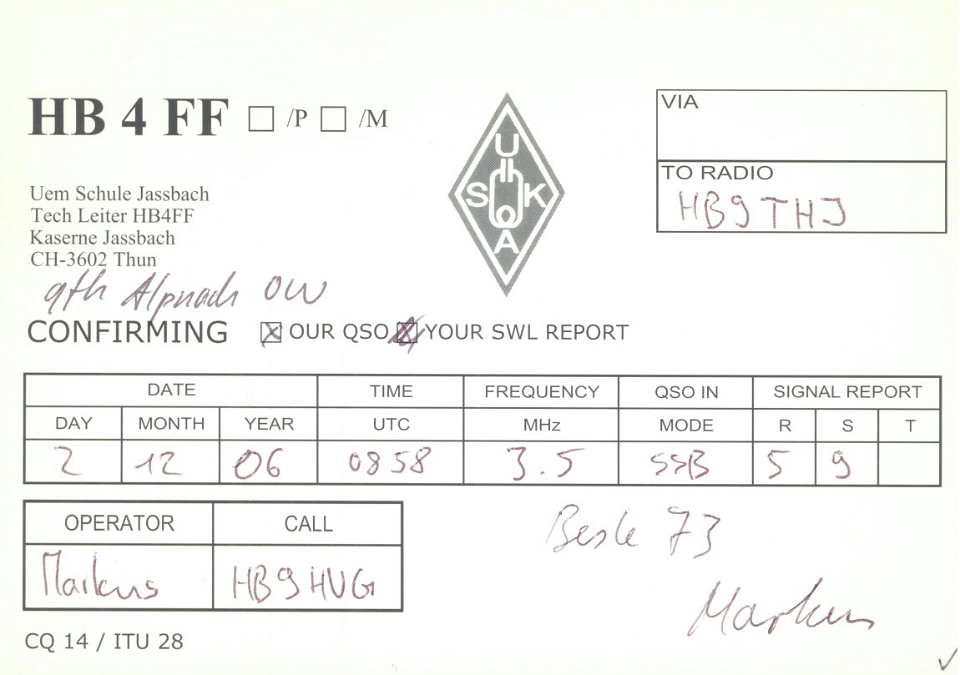 HB 4 FF □ /P □ /M
Uem Schule Jassbach
Tech Leiter HB4FF
Kaserne Jassbach
CH-3602 Thun
qth Alpnach OW
USKA
VIA
TO RADIO
HB9THJ
CONFIRMING ☒ OUR QSO ☒ YOUR SWL REPORT
DATE TIME FREQUENCY QSO IN SIGNAL REPORT
DAY MONTH YEAR UTC MHz MODE R S T
2 12 06 0858 3.5 SSB 5 9
OPERATOR CALL
Markus HB9HVG
Beste 73
Markus
CQ 14 / ITU 28